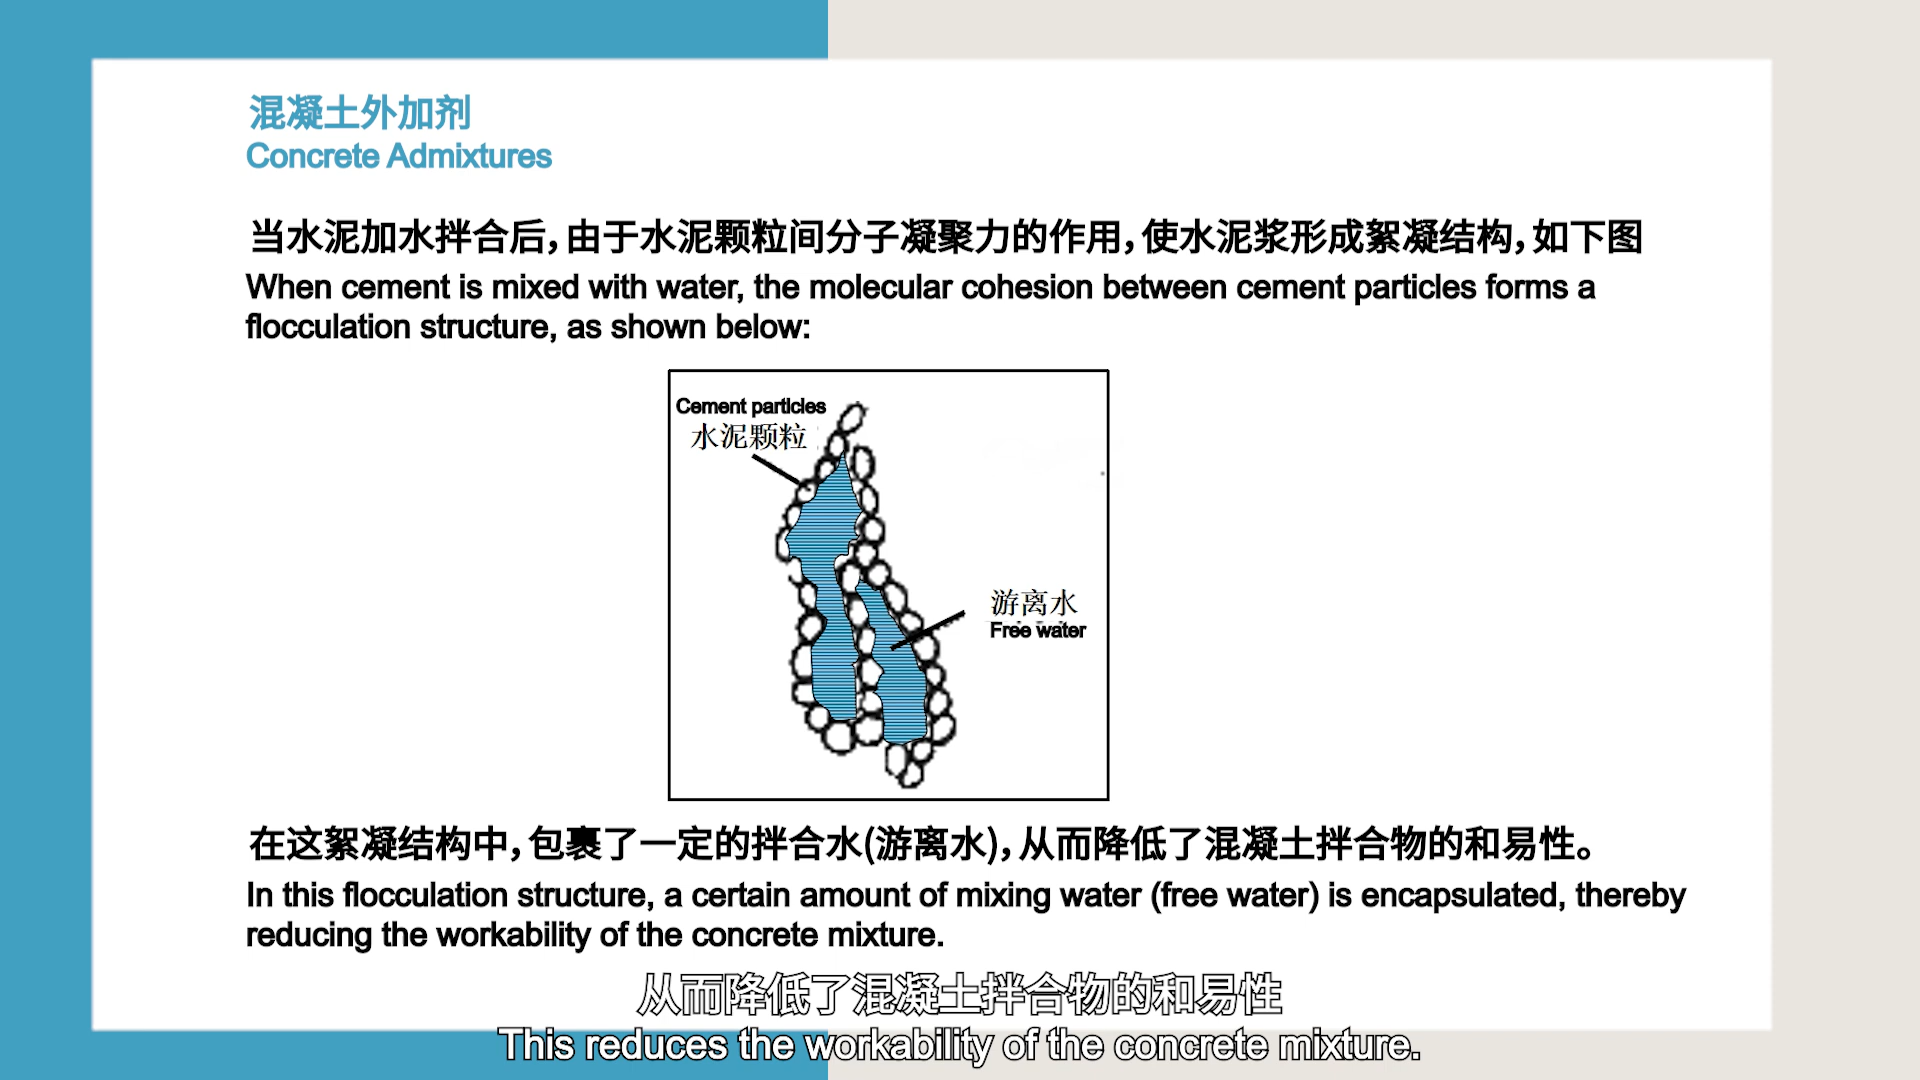 混凝土外加剂
Concrete Admixtures
当水泥加水拌合后,由于水泥颗粒间分子凝聚力的作用,使水泥浆形成絮凝结构,如下图
When cement is mixed with water, the molecular cohesion between cement particles forms a
flocculation structure, as shown below:
Cement particles
水泥颗粒
游离水
Free water
在这絮凝结构中,包裹了一定的拌合水(游离水),从而降低了混凝土拌合物的和易性。
In this flocculation structure, a certain amount of mixing water (free water) is encapsulated, thereby
reducing the workability of the concrete mixture.
从而降低了混凝土拌合物的和易性
This reduces the workability of the concrete mixture.